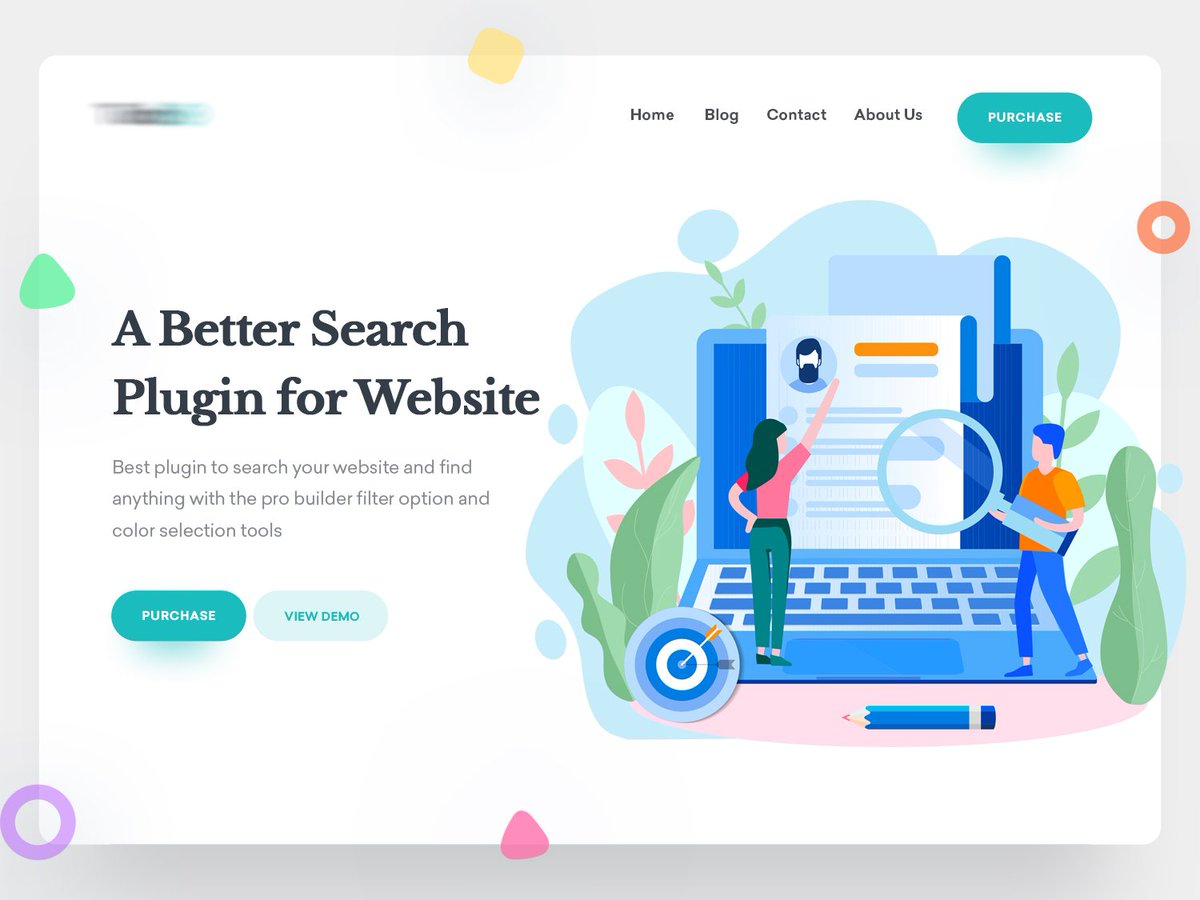 Home
Blog
Contact
About Us
PURCHASE
A Better Search
Plugin for Website
Best plugin to search your website and find
anything with the pro builder filter option and
color selection tools
PURCHASE
VIEW DEMO